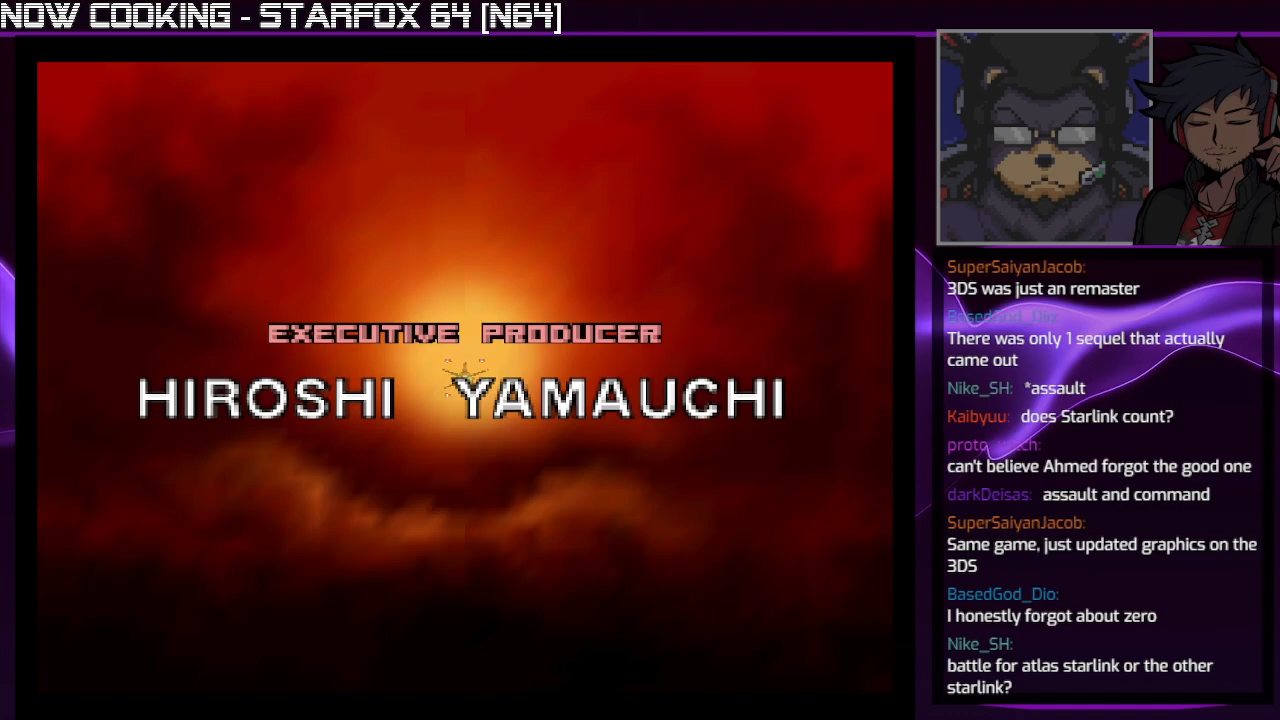 NOW COOKING - STARFOX 64 [N64]
EXECUTIVE PRODUCER
HIROSHI YAMAUCHI
SuperSaiyanJacob:
3DS was just an remaster
BasedGod_Dio:
There was only 1 sequel that actually
came out
Nike_SH: *assault
Kaibyuu: does Starlink count?
can't believe Ahmed forgot the good one
darkDeisas: assault and command
SuperSaiyanJacob:
Same game, just updated graphics on the
3DS
BasedGod_Dio:
I honestly forgot about zero
Nike_SH:
battle for atlas starlink or the other
starlink?